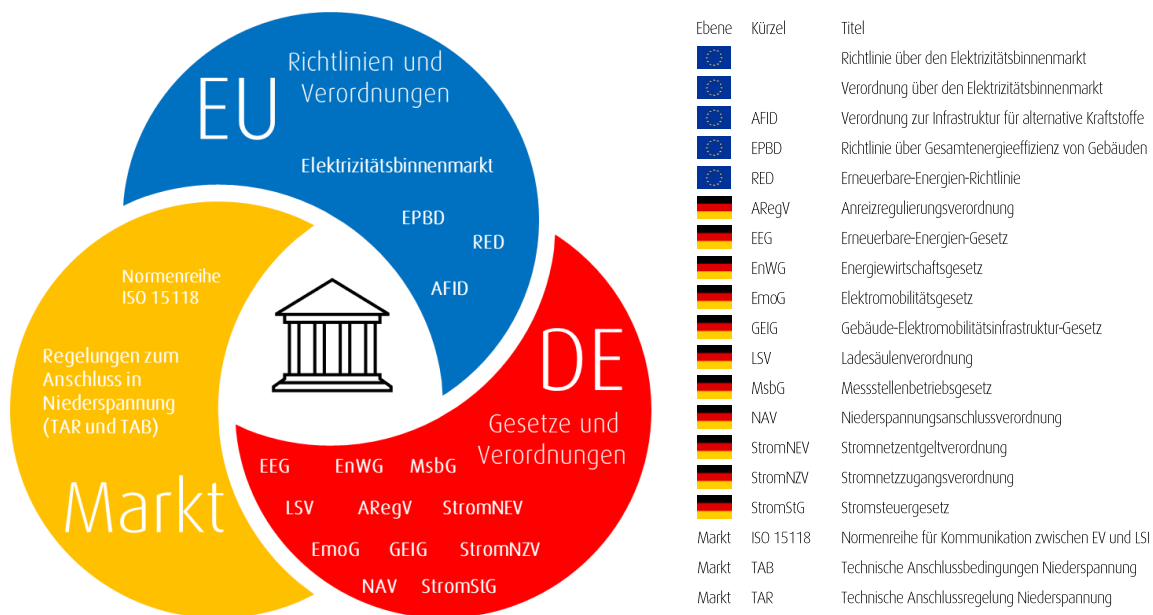 EU
Richtlinien und
Verordnungen
Elektrizitätsbinnenmarkt
EPBD
RED
AFID
Normenreihe
ISO 15118
Regelungen zum
Anschluss in
Niederspannung
(TAR und TAB)
Markt
DE
Gesetze und
Verordnungen
EEG EnWG MsbG
LSV ARegV StromNEV
EmoG GEIG StromNZV
NAV StromStG
Ebene Kürzel Titel
Richtlinie über den Elektrizitätsbinnenmarkt
Verordnung über den Elektrizitätsbinnenmarkt
AFID Verordnung zur Infrastruktur für alternative Kraftstoffe
EPBD Richtlinie über Gesamtenergieeffizienz von Gebäuden
RED Erneuerbare-Energien-Richtlinie
ARegV Anreizregulierungsverordnung
EEG Erneuerbare-Energien-Gesetz
EnWG Energiewirtschaftsgesetz
EmoG Elektromobilitätsgesetz
GEIG Gebäude-Elektromobilitätsinfrastruktur-Gesetz
LSV Ladesäulenverordnung
MsbG Messstellenbetriebsgesetz
NAV Niederspannungsanschlussverordnung
StromNEV Stromnetzentgeltverordnung
StromNZV Stromnetzzugangsverordnung
StromStG Stromsteuergesetz
Markt ISO 15118 Normenreihe für Kommunikation zwischen EV und LSI
Markt TAB Technische Anschlussbedingungen Niederspannung
Markt TAR Technische Anschlussregelung Niederspannung